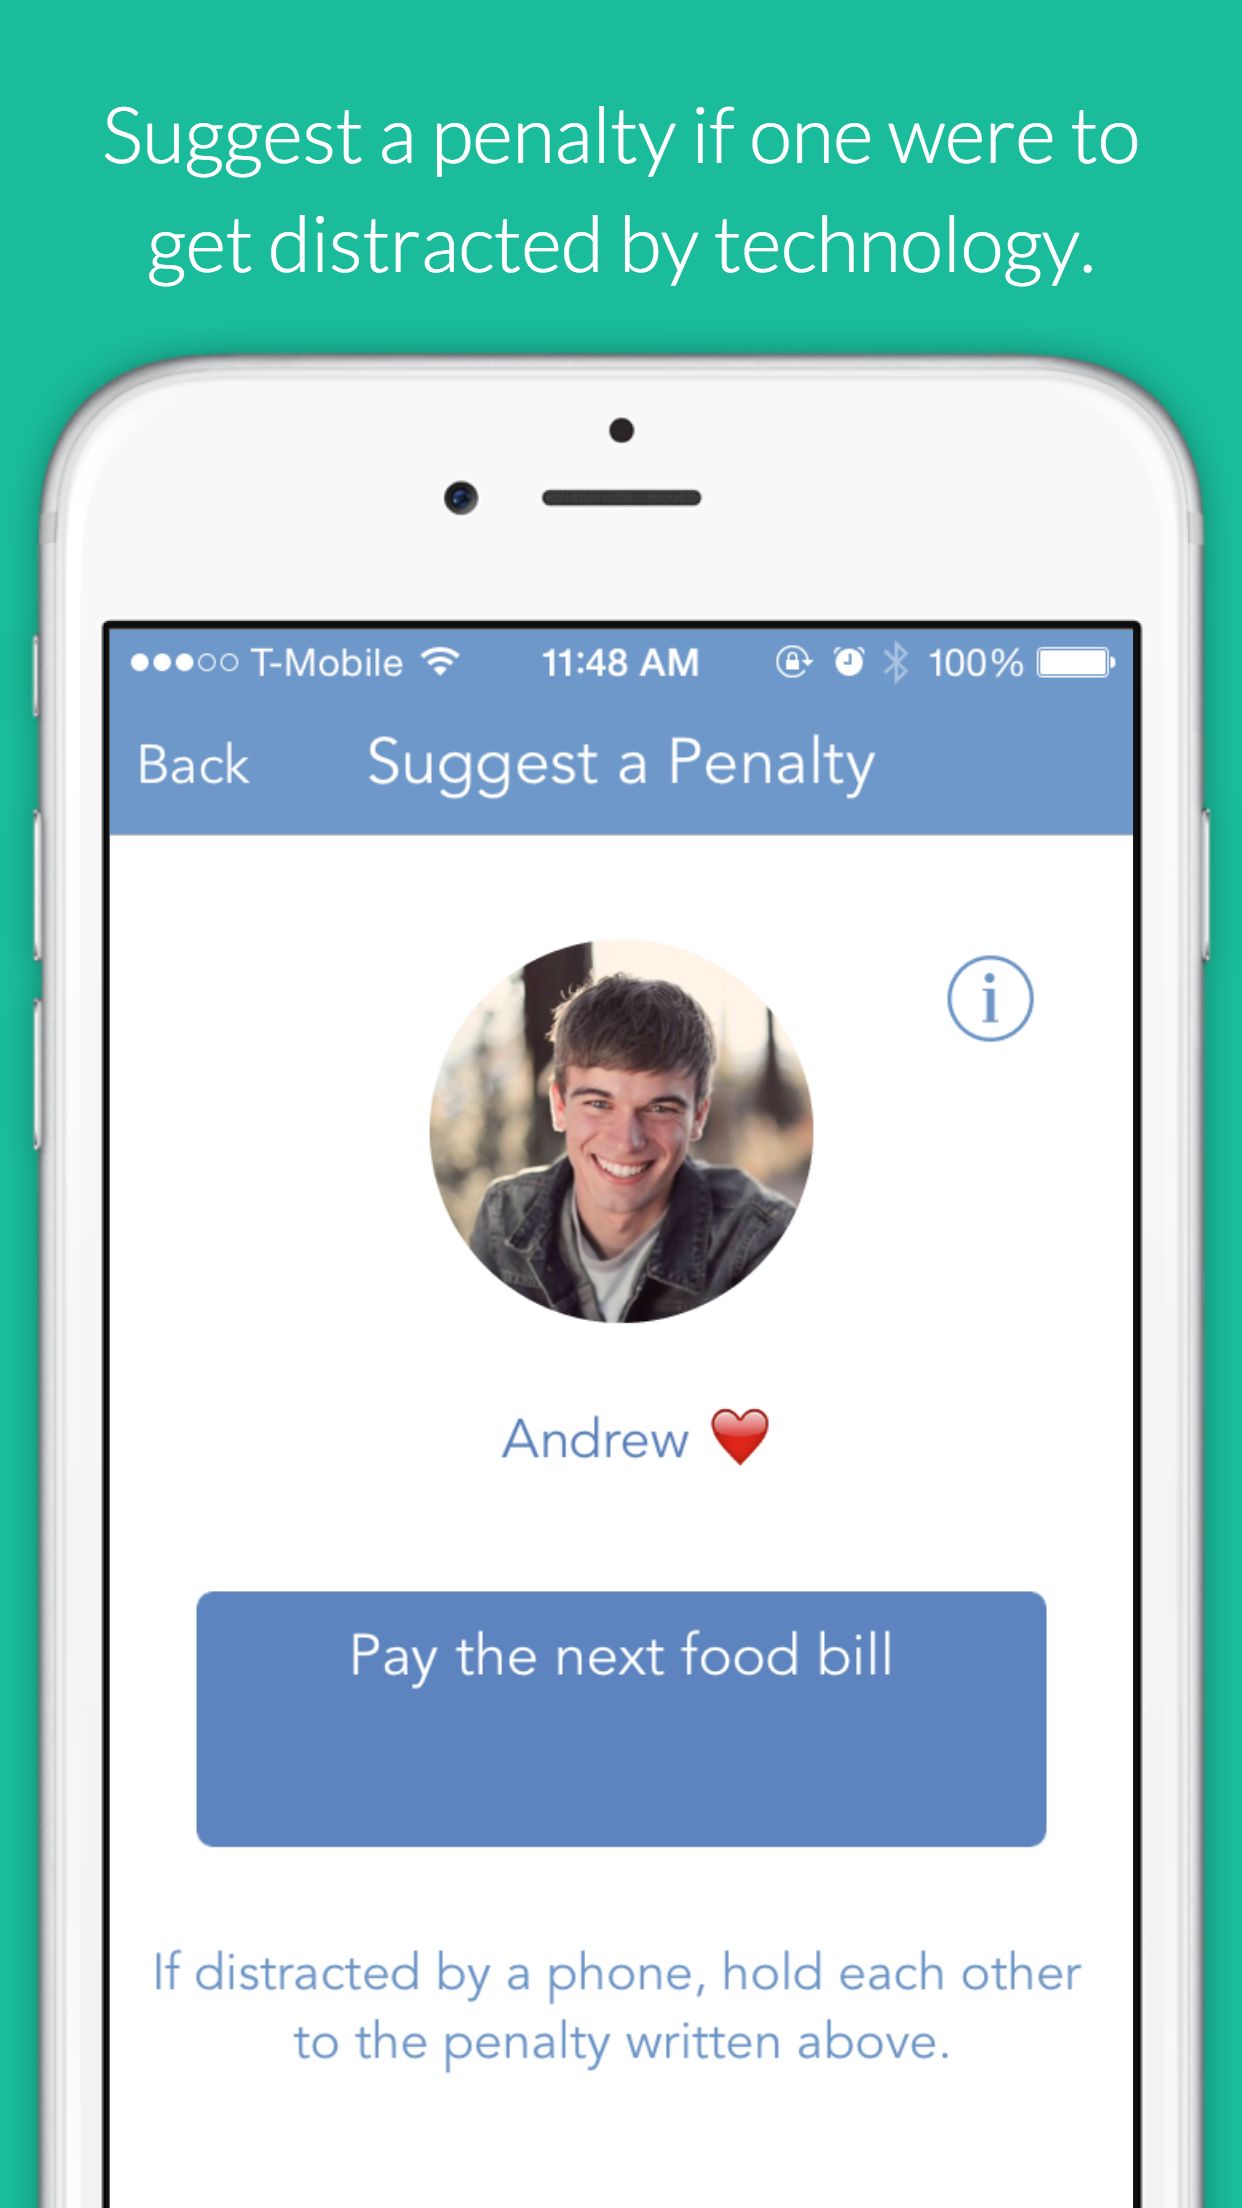 Suggest a penalty if one were to
get distracted by technology.
T-Mobile 11:48 AM 100%
Back Suggest a Penalty
i
Andrew ❤️
Pay the next food bill
If distracted by a phone, hold each other
to the penalty written above.